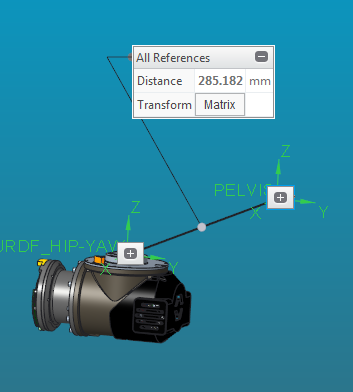 All References
Distance 285.182 mm
Transform Matrix
Z
PELVIS
X
Y
Z
URDF_HIP-YAW
X
Y